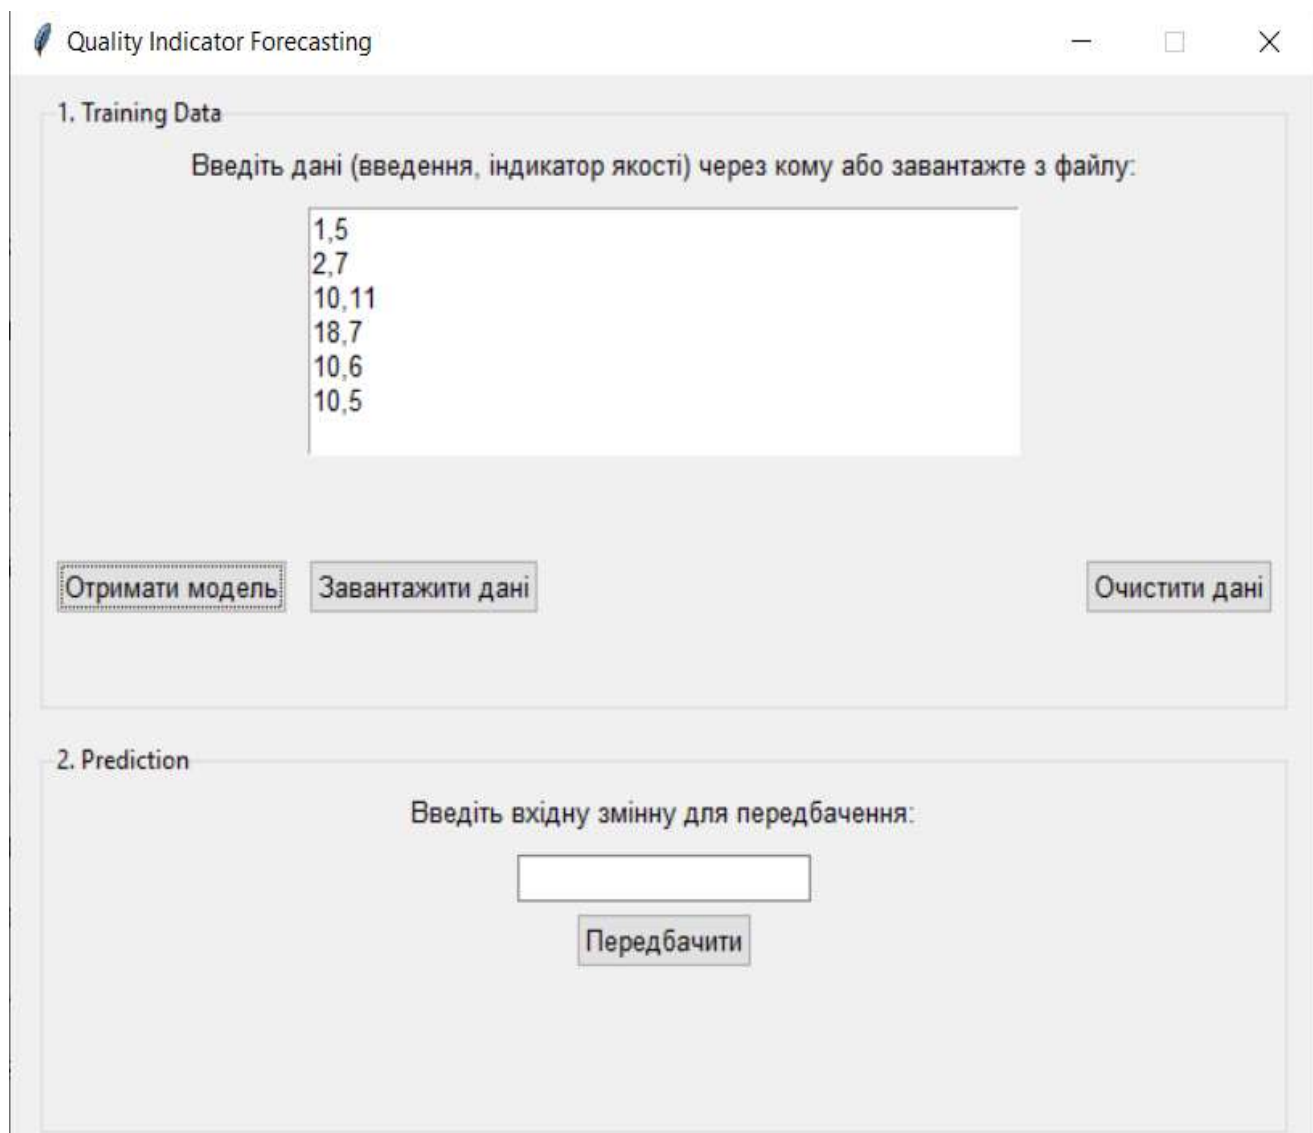 Quality Indicator Forecasting
1. Training Data
Введіть дані (введення, індикатор якості) через кому або завантажте з файлу:
1,5
2,7
10,11
18,7
10,6
10,5
Отримати модель Завантажити дані Очистити дані
2. Prediction
Введіть вхідну змінну для передбачення:
Передбачити